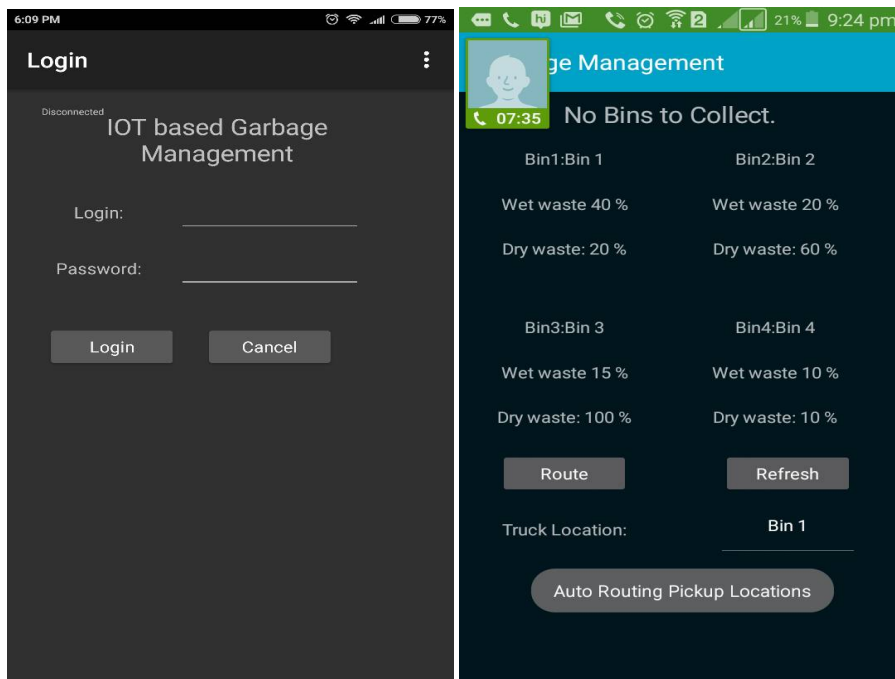 6:09 PM
77%
Login
Disconnected
IOT based Garbage
Management
Login:
Password:
Login Cancel
hi 2 21% 9:24 pm
ge Management
07:35
No Bins to Collect.
Bin1:Bin 1 Bin2:Bin 2
Wet waste 40 % Wet waste 20 %
Dry waste: 20 % Dry waste: 60 %
Bin3:Bin 3 Bin4:Bin 4
Wet waste 15 % Wet waste 10 %
Dry waste: 100 % Dry waste: 10 %
Route Refresh
Truck Location: Bin 1
Auto Routing Pickup Locations